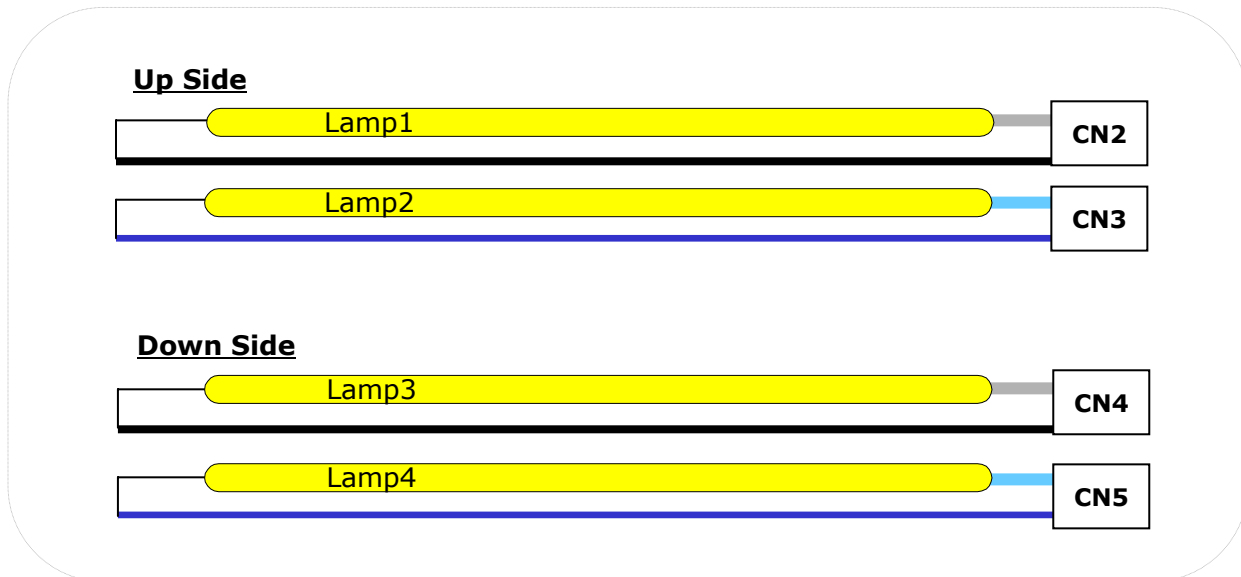 Up Side
Lamp1
CN2
Lamp2
CN3
Down Side
Lamp3
CN4
Lamp4
CN5